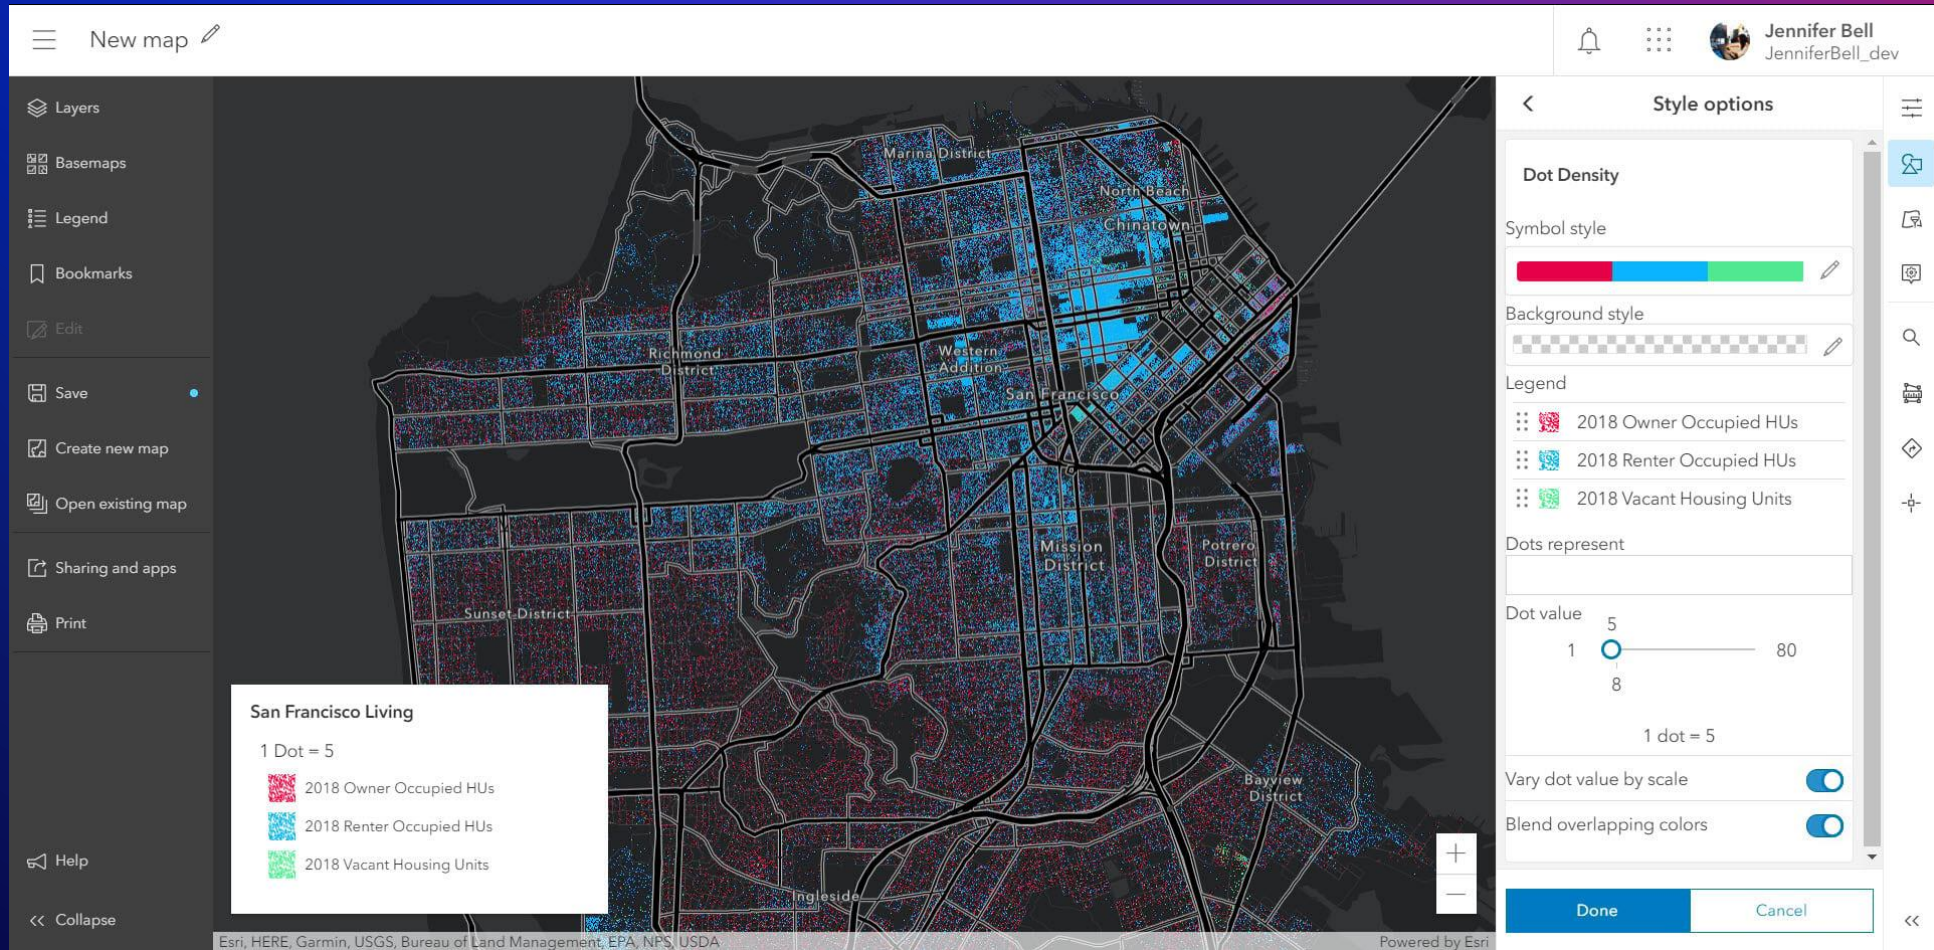 New map
Jennifer Bell
JenniferBell_dev
Layers
Basemaps
Legend
Bookmarks
Edit
Save
Create new map
Open existing map
Sharing and apps
Print
Help
Collapse
Marina District
North Beach
Chinatown
Richmond
District
Western
Addition
San Francisco
Mission
District
Potrero
District
Sunset District
Bayview
District
Ingleside
San Francisco Living
1 Dot = 5
2018 Owner Occupied HUs
2018 Renter Occupied HUs
2018 Vacant Housing Units
Esri, HERE, Garmin, USGS, Bureau of Land Management, EPA, NPS, USDA
Powered by Esri
Style options
Dot Density
Symbol style
Background style
Legend
2018 Owner Occupied HUs
2018 Renter Occupied HUs
2018 Vacant Housing Units
Dots represent
Dot value
5
1 80
8
1 dot = 5
Vary dot value by scale
Blend overlapping colors
Done Cancel